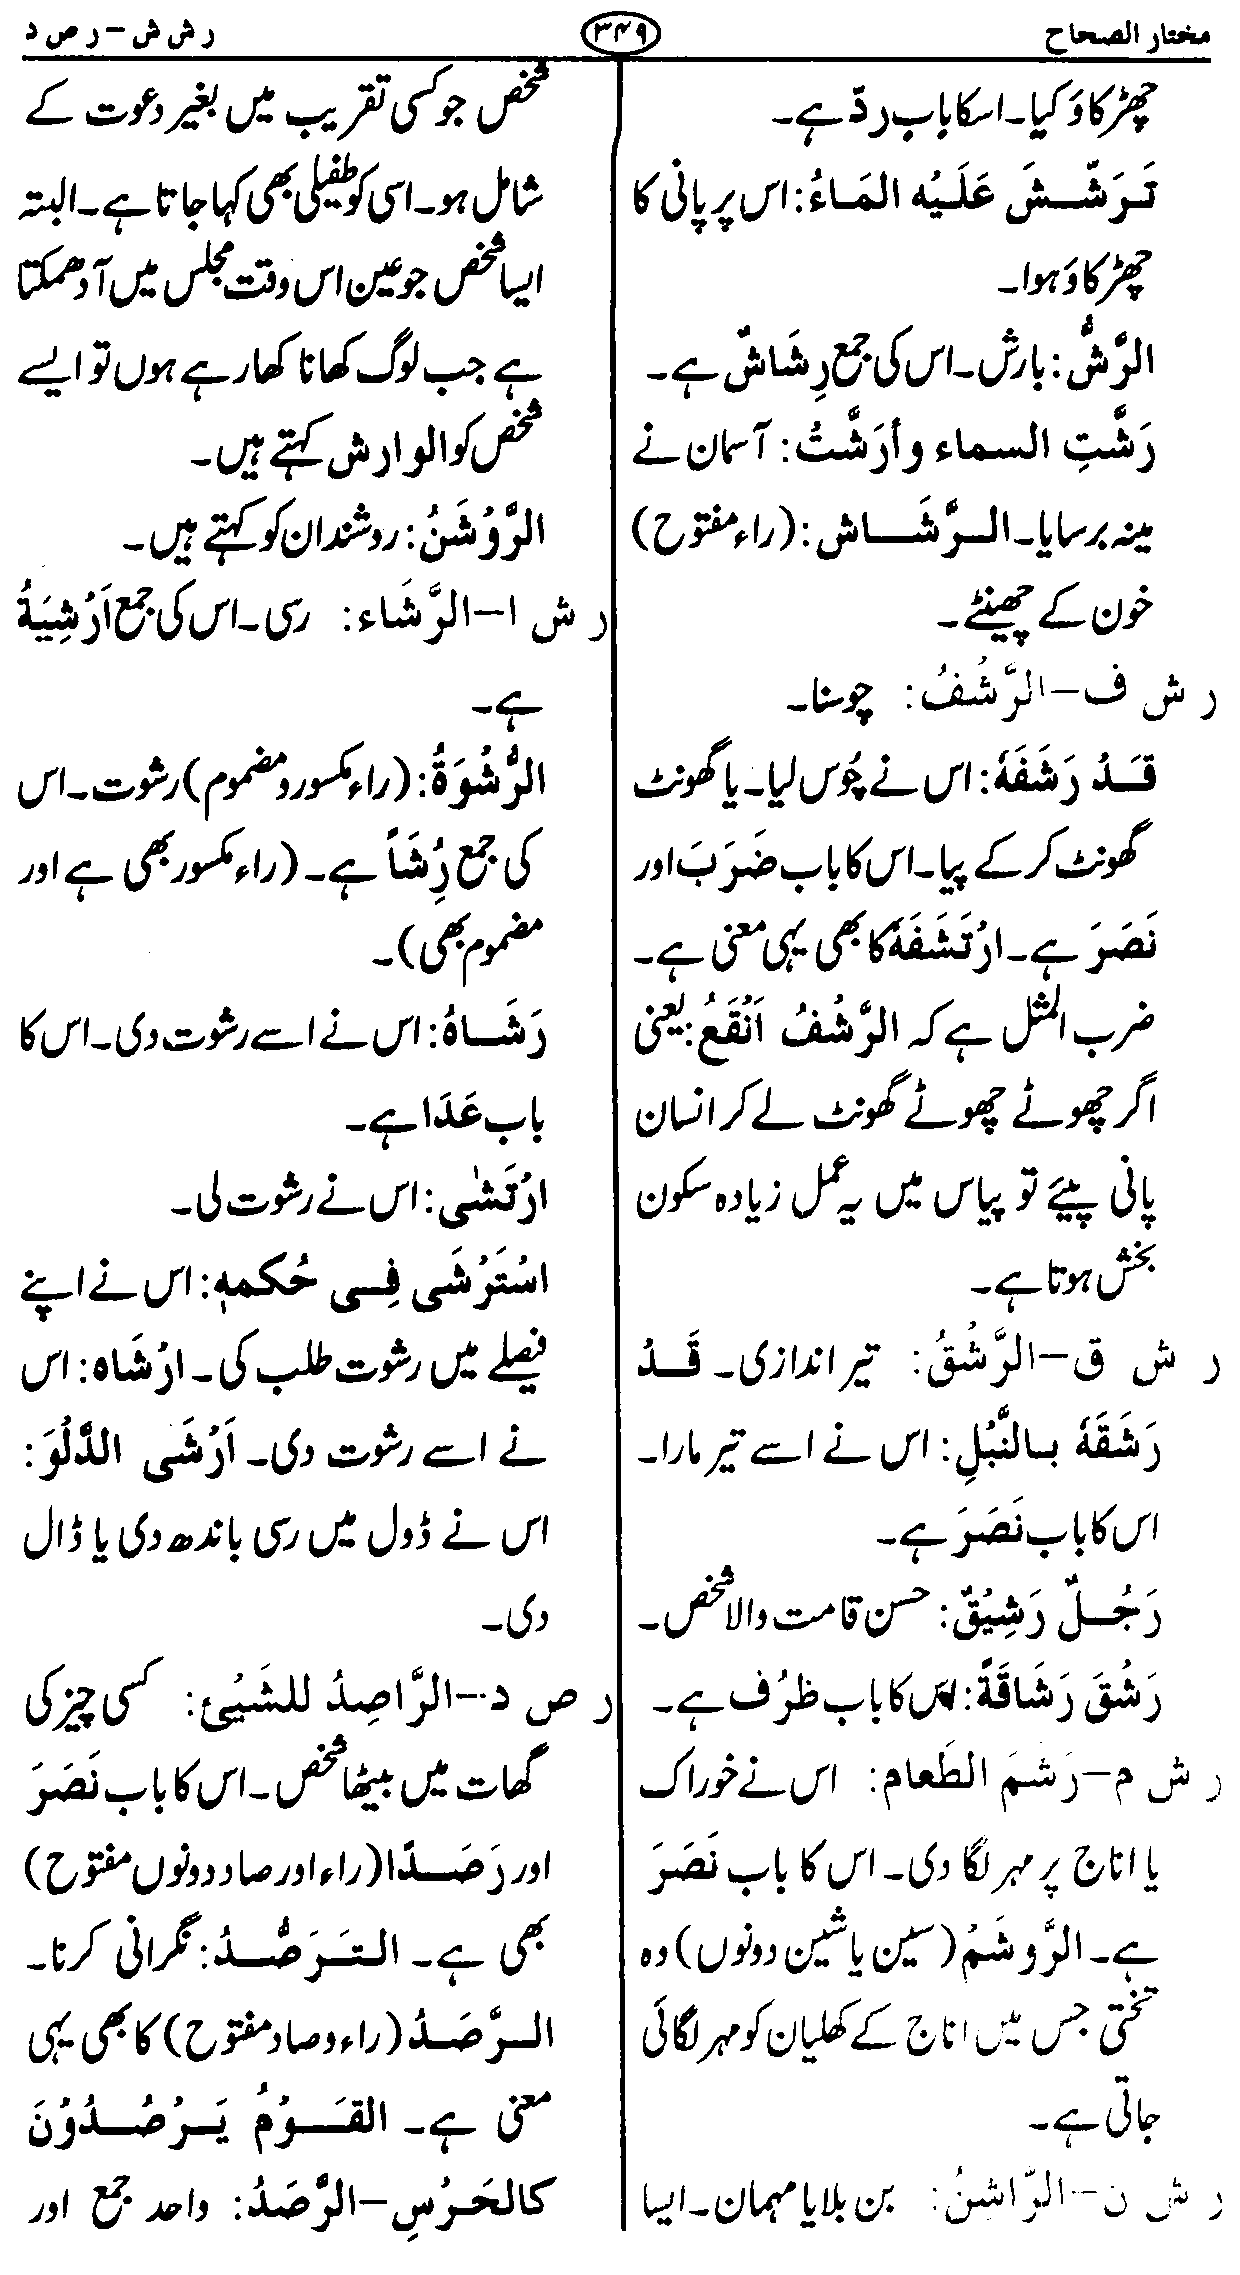 مختار الصحاح
۳۴۹
ر ش ش – ر ص د
چھڑکاؤ کیا۔ اسکا باب ردّ ہے۔
تَرَشَّشَ عَلَيْه المَاءُ: اس پر پانی کا
چھڑکاؤ ہوا۔
الرَّشُّ: بارش۔ اس کی جمع رِشَاشٌ ہے۔
رَشَّتِ السماء وأرَشَّتُ: آسمان نے
مینہ برسایا۔ الرَّشَاش: (راء مفتوح)
خون کے چھینٹے۔
ر ش ف – الرَّشْفُ: چوسنا۔
قَدْ رَشَفَهٗ: اس نے چُوس لیا۔ یا گھونٹ
گھونٹ کر کے پیا۔ اس کا باب ضَرَبَ اور
نَصَرَ ہے۔ ارْتَشَفَهٗ کا بھی یہی معنی ہے۔
ضرب المثل ہے کہ الرَّشْفُ اَنْقَعُ: یعنی
اگر چھوٹے چھوٹے گھونٹ لے کر انسان
پانی پیئے تو پیاس میں یہ عمل زیادہ سکون
بخش ہوتا ہے۔
ر ش ق – الرَّشْقُ: تیر اندازی۔ قَدْ
رَشَقَهٗ بالنَّبْلِ: اس نے اسے تیر مارا۔
اس کا باب نَصَرَ ہے۔
رَجُلٌ رَشِيْقٌ: حسن قامت والا شخص۔
رَشُقَ رَشَاقَةً: اس کا باب ظرُف ہے۔
ر ش م – رَشَمَ الطَعام: اس نے خوراک
یا اناج پر مہر لگا دی۔ اس کا باب نَصَرَ
ہے۔ الرَّوشَمُ (سین یا شین دونوں) وہ
تختی جس میں اناج کے کھلیان کو مہر لگائی
جاتی ہے۔
ر ش ن – الرَّاشِنُ: بن بلایا مہمان۔ ایسا
شخص جو کسی تقریب میں بغیر دعوت کے
شامل ہو۔ اسی کو طفیلی بھی کہا جاتا ہے۔ البتہ
ایسا شخص جو عین اس وقت مجلس میں آ دھمکتا
ہے جب لوگ کھانا کھا رہے ہوں تو ایسے
شخص کو الوارش کہتے ہیں۔
الرَّوْشَنُ: روشندان کو کہتے ہیں۔
ر ش ا – الرَّشَاء: رسی۔ اس کی جمع اَرْشِيَةُ
ہے۔
الرُّشْوَةُ: (راء مکسور و مضموم) رشوت۔ اس
کی جمع رِشَاً ہے۔ (راء مکسور بھی ہے اور
مضموم بھی)۔
رَشَاهُ: اس نے اسے رشوت دی۔ اس کا
باب عَدَا ہے۔
ارْتَشٰی: اس نے رشوت لی۔
اسْتَرْشَی فِی حُکمهٖ: اس نے اپنے
فیصلے میں رشوت طلب کی۔ ارْشَاه: اس
نے اسے رشوت دی۔ اَرْشَی الدَّلْوَ:
اس نے ڈول میں رسی باندھ دی یا ڈال
دی۔
ر ص د – الرَّاصِدُ للشَيْئ: کسی چیز کی
گھات میں بیٹھا شخص۔ اس کا باب نَصَرَ
اور رَصَدًا (راء اور صاد دونوں مفتوح)
بھی ہے۔ التَرَصُّدُ: نگرانی کرنا۔
الرَّصَدُ (راء و صاد مفتوح) کا بھی یہی
معنی ہے۔ القَوْمُ يَرْصُدُوْنَ
كالحَرْسِ – الرَّصَدُ: واحد جمع اور